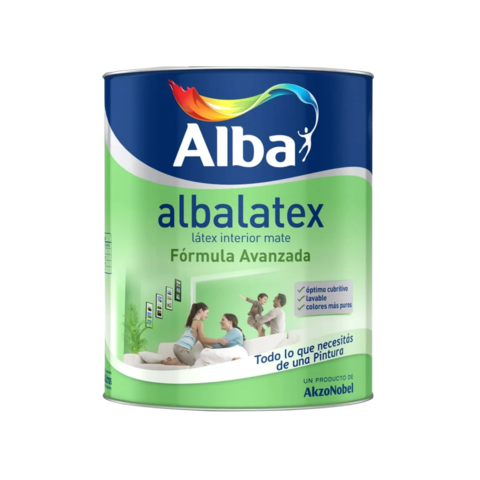 Alba
albalatex
látex interior mate
Fórmula Avanzada
óptimo cubritivo
lavable
colores más puros
Todo lo que necesitás
de una Pintura
UN PRODUCTO DE
AkzoNobel